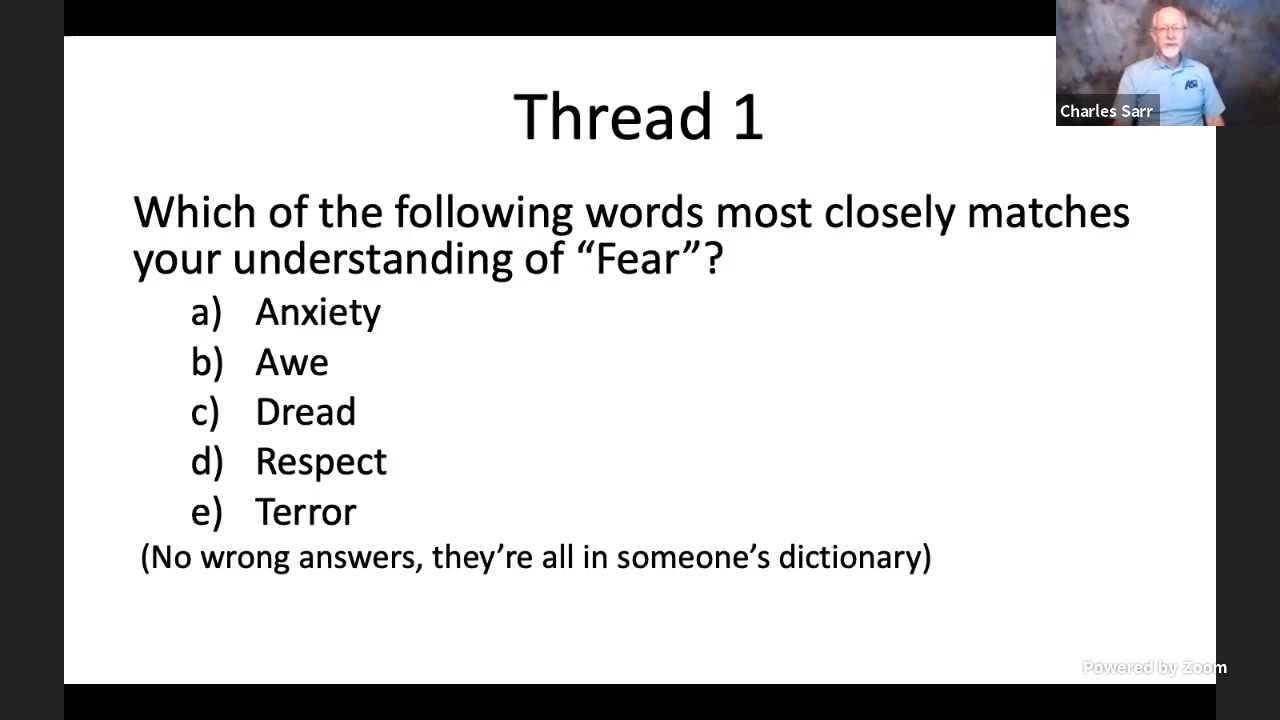 Thread 1
Which of the following words most closely matches
your understanding of “Fear”?
a) Anxiety
b) Awe
c) Dread
d) Respect
e) Terror
(No wrong answers, they’re all in someone’s dictionary)
ASi
Charles Sarr
Powered by Zoom